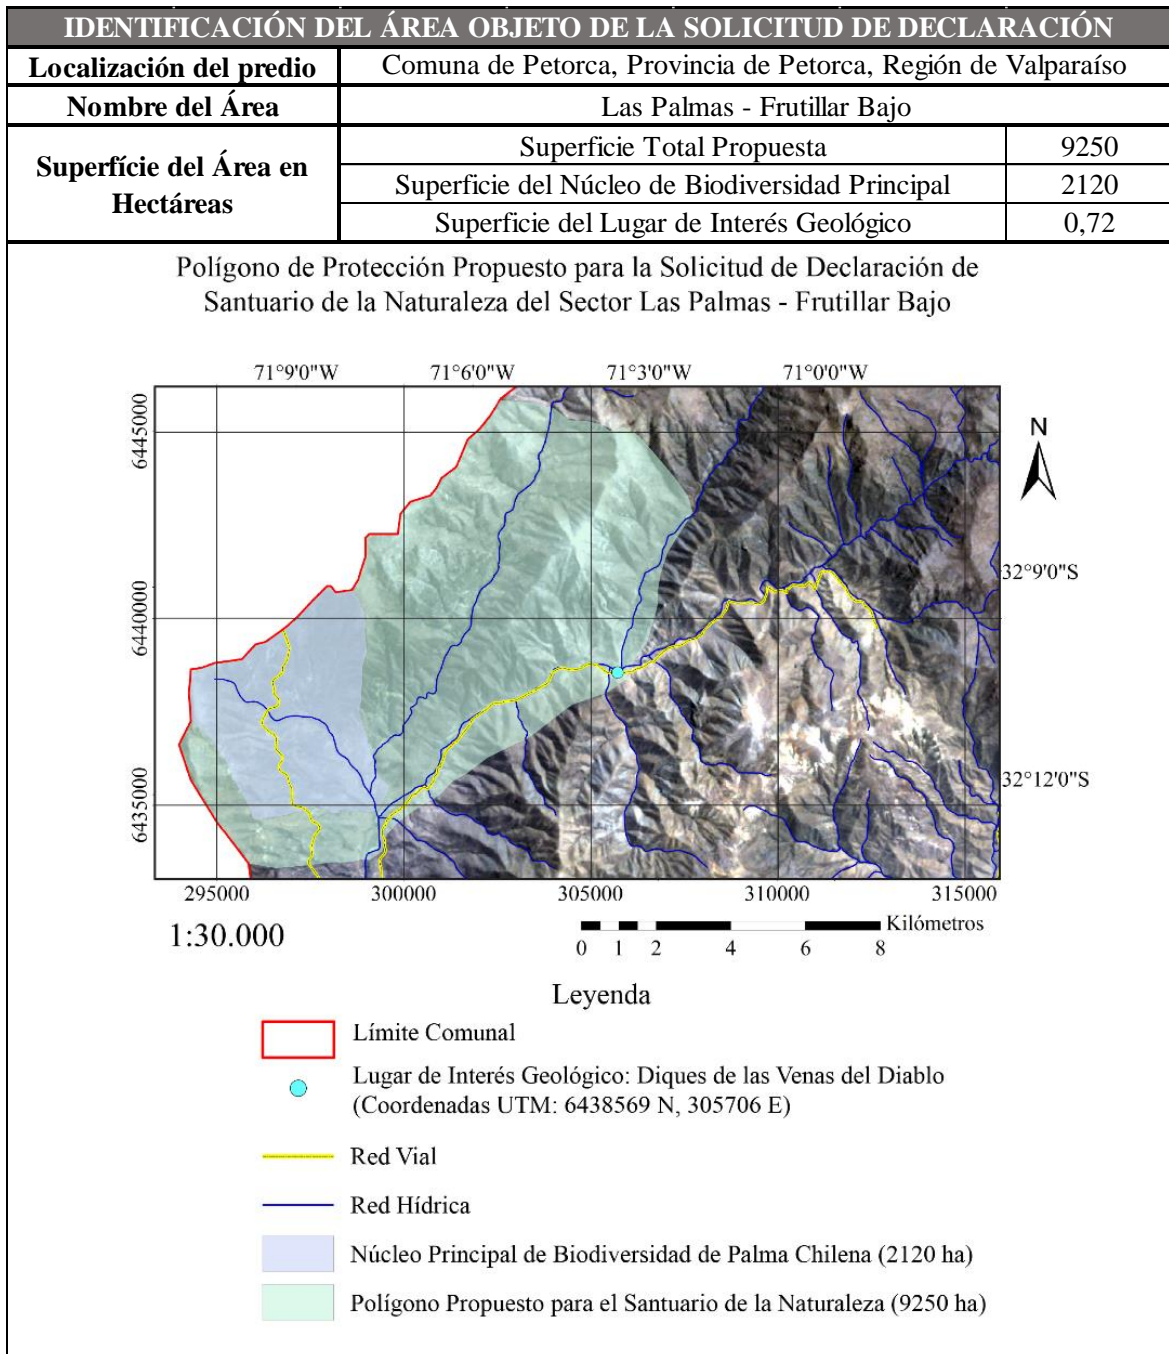 IDENTIFICACIÓN DEL ÁREA OBJETO DE LA SOLICITUD DE DECLARACIÓN
Localización del predio
Comuna de Petorca, Provincia de Petorca, Región de Valparaíso
Nombre del Área
Las Palmas - Frutillar Bajo
Superfície del Área en
Hectáreas
Superficie Total Propuesta
9250
Superficie del Núcleo de Biodiversidad Principal
2120
Superficie del Lugar de Interés Geológico
0,72
Polígono de Protección Propuesto para la Solicitud de Declaración de
Santuario de la Naturaleza del Sector Las Palmas - Frutillar Bajo
71°9'0"W
71°6'0"W
71°3'0"W
71°0'0"W
6445000
6440000
6435000
N
32°9'0"S
32°12'0"S
295000
300000
305000
310000
315000
1:30.000
Kilómetros
0 1 2 4 6 8
Leyenda
Límite Comunal
Lugar de Interés Geológico: Diques de las Venas del Diablo
(Coordenadas UTM: 6438569 N, 305706 E)
Red Vial
Red Hídrica
Núcleo Principal de Biodiversidad de Palma Chilena (2120 ha)
Polígono Propuesto para el Santuario de la Naturaleza (9250 ha)